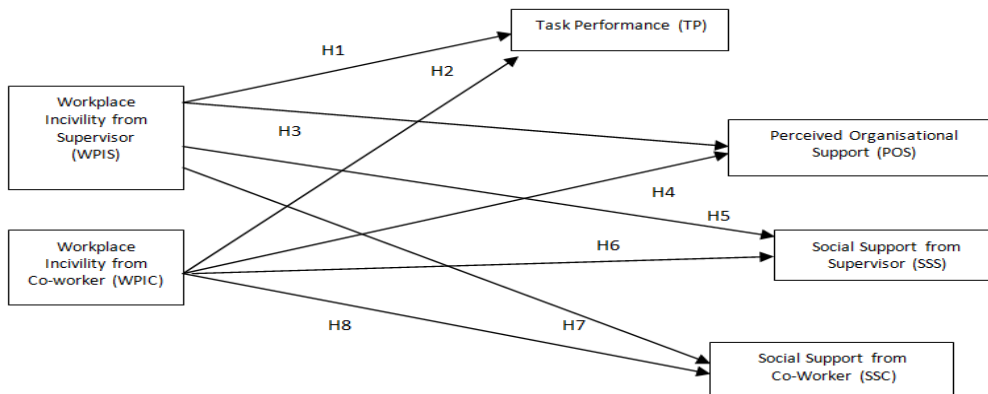 Task Performance (TP)
H1
H2
Workplace
Incivility from
Supervisor
(WPIS)
H3
Perceived Organisational
Support (POS)
H4
H5
Workplace
Incivility from
Co-worker (WPIC)
H6
Social Support from
Supervisor (SSS)
H7
H8
Social Support from
Co-Worker (SSC)